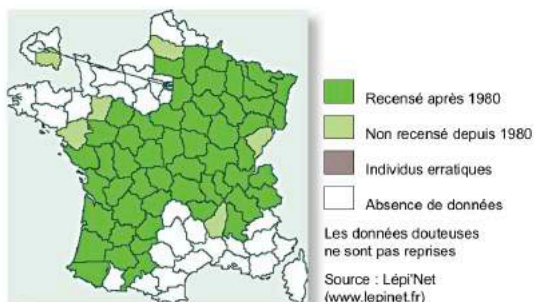 Recensé après 1980
Non recensé depuis 1980
Individus erratiques
Absence de données
Les données douteuses
ne sont pas reprises
Source : Lépi'Net
(www.lepinet.fr)